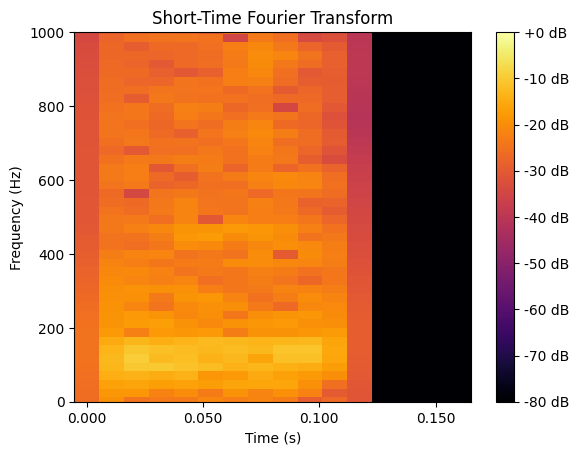 Short-Time Fourier Transform
1000
800
600
400
200
0
Frequency (Hz)
0.000
0.050
0.100
0.150
Time (s)
+0 dB
-10 dB
-20 dB
-30 dB
-40 dB
-50 dB
-60 dB
-70 dB
-80 dB